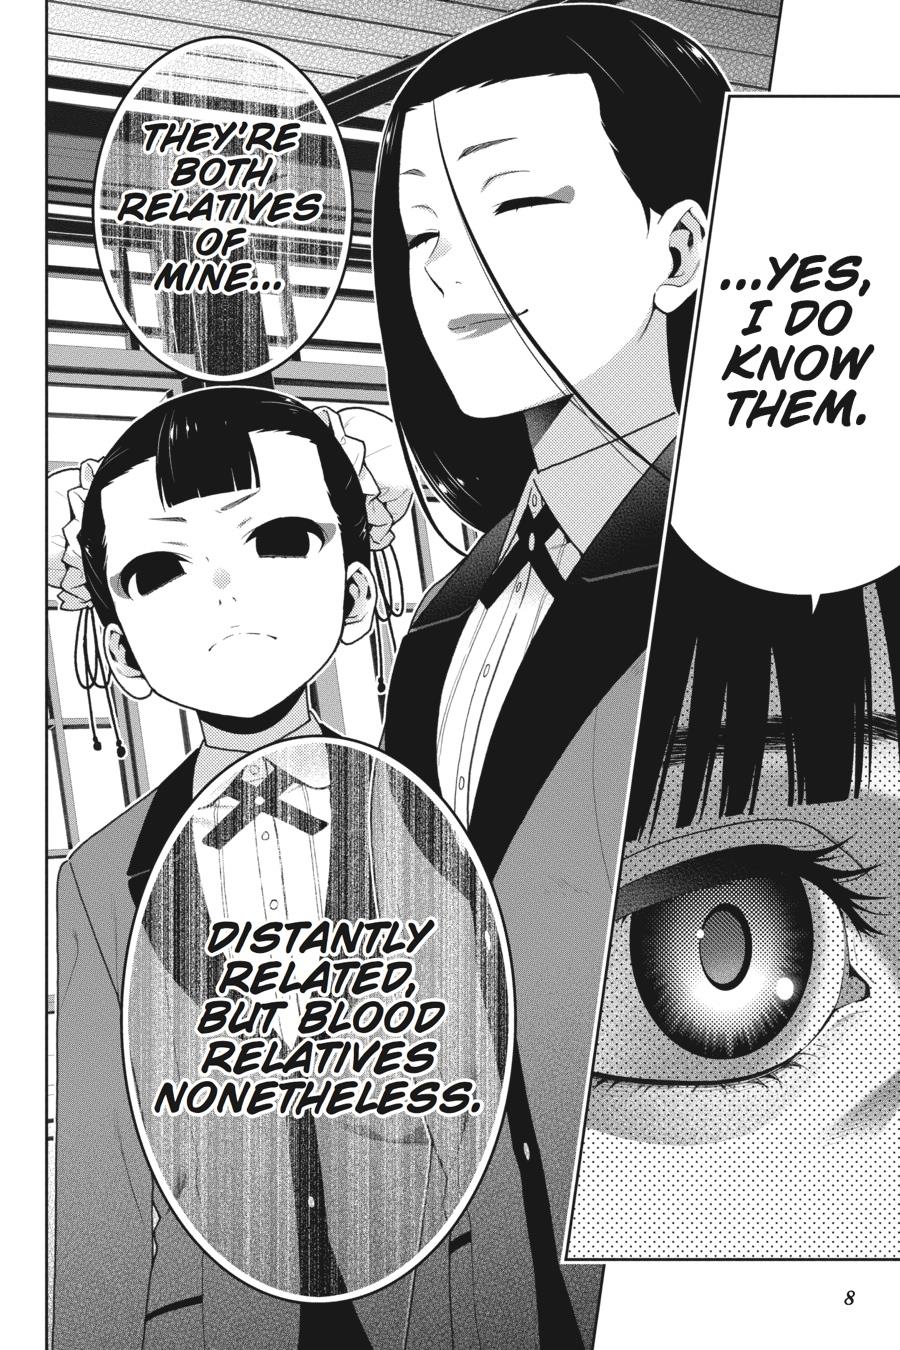 ...YES,
I DO
KNOW
THEM.
THEY'RE
BOTH
RELATIVES
OF
MINE...
DISTANTLY
RELATED,
BUT BLOOD
RELATIVES
NONETHELESS.
8